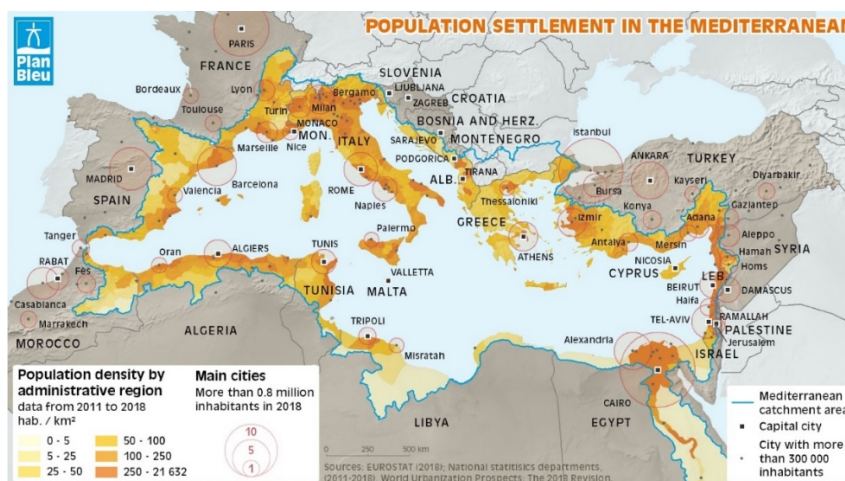 POPULATION SETTLEMENT IN THE MEDITERRANEAN
Plan
Bleu
PARIS
FRANCE
SLOVENIA
LJUBLJANA
ZAGREB
CROATIA
BOSNIA AND HERZ.
MONTENEGRO
Bordeaux
Lyon
Toulouse
Turin
Bergamo
Milan
MONACO
MON.
ITALY
SARAJEVO
PODGORICA
TIRANA
ALB.
Marseille
Nice
Istanbul
ANKARA
TURKEY
Diyarbakir
Bursa
Kayseri
Konya
Gaziantep
MADRID
SPAIN
Valencia
Barcelona
ROME
Naples
Thessaloniki
Izmir
Adana
Aleppo
GREECE
Antalya
Mersin
Hamah
SYRIA
Homs
Tanger
Oran
ALGIERS
TUNIS
Palermo
ATHENS
NICOSIA
CYPRUS
LEB.
BEIRUT
DAMASCUS
RABAT
Fès
VALLETTA
MALTA
TUNISIA
Haifa
Casablanca
Marrakech
MOROCCO
ALGERIA
TRIPOLI
Misratah
Alexandria
TEL-AVIV
RAMALLAH
PALESTINE
Jerusalem
ISRAEL
LIBYA
CAIRO
EGYPT
Population density by
administrative region
data from 2011 to 2018
hab. / km²
0 - 5
5 - 25
25 - 50
50 - 100
100 - 250
250 - 21 632
Main cities
More than 0.8 million
inhabitants in 2018
10
5
1
0 250 500 km
Sources: EUROSTAT (2018); National statitsics departments,
(2011-2018), World Urbanization Prospects: The 2018 Revision.
Mediterranean
catchment area
Capital city
City with more
than 300 000
inhabitants